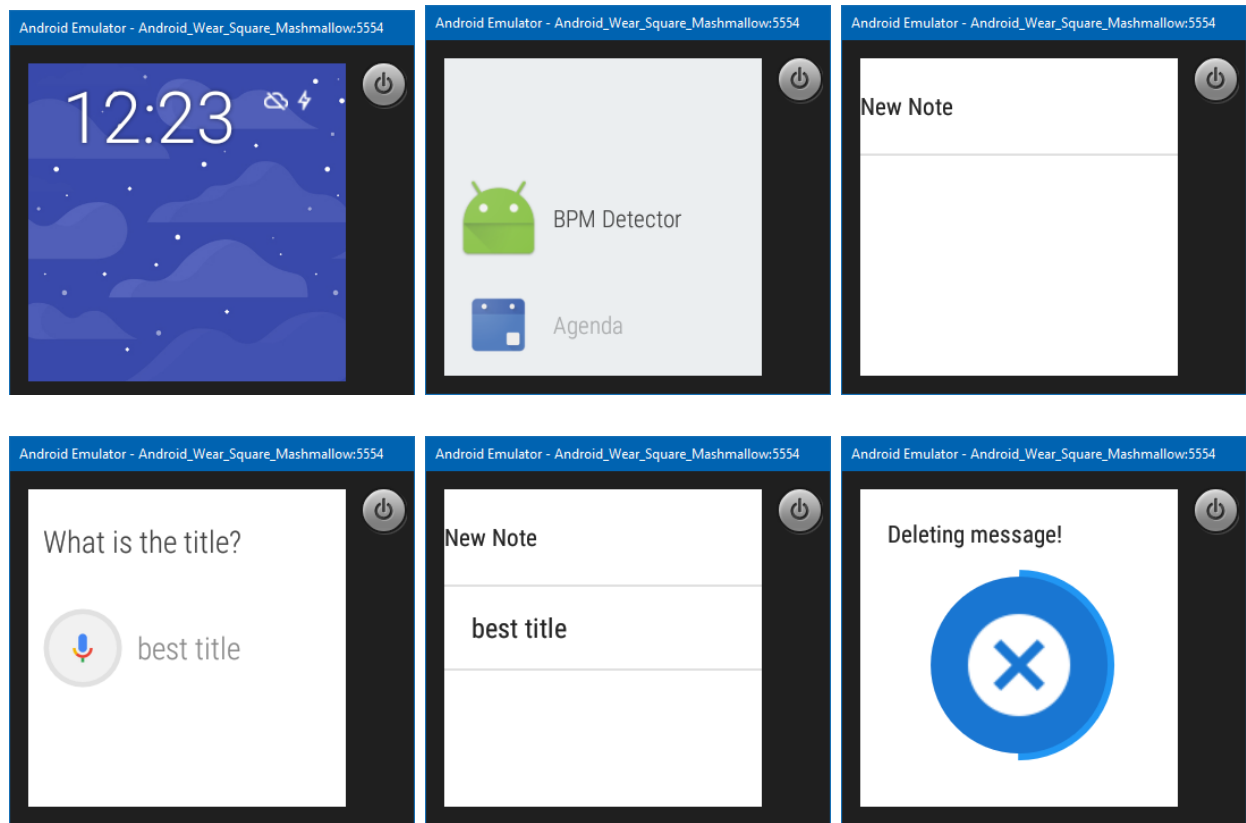 Android Emulator - Android_Wear_Square_Mashmallow:5554
12:23
Android Emulator - Android_Wear_Square_Mashmallow:5554
BPM Detector
Agenda
Android Emulator - Android_Wear_Square_Mashmallow:5554
New Note
Android Emulator - Android_Wear_Square_Mashmallow:5554
What is the title?
best title
Android Emulator - Android_Wear_Square_Mashmallow:5554
New Note
best title
Android Emulator - Android_Wear_Square_Mashmallow:5554
Deleting message!